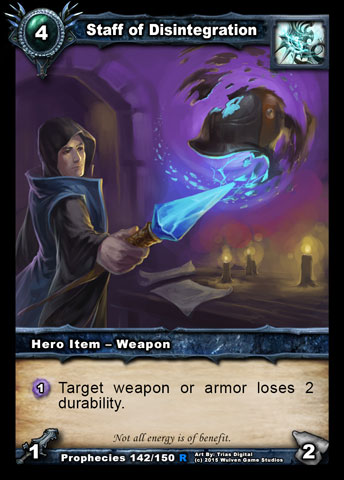 4
Staff of Disintegration
Hero Item – Weapon
1 Target weapon or armor loses 2
durability.
Not all energy is of benefit.
1
Prophecies 142/150 R
Art By: Trias Digital
(c) 2015 Wulven Game Studios
2